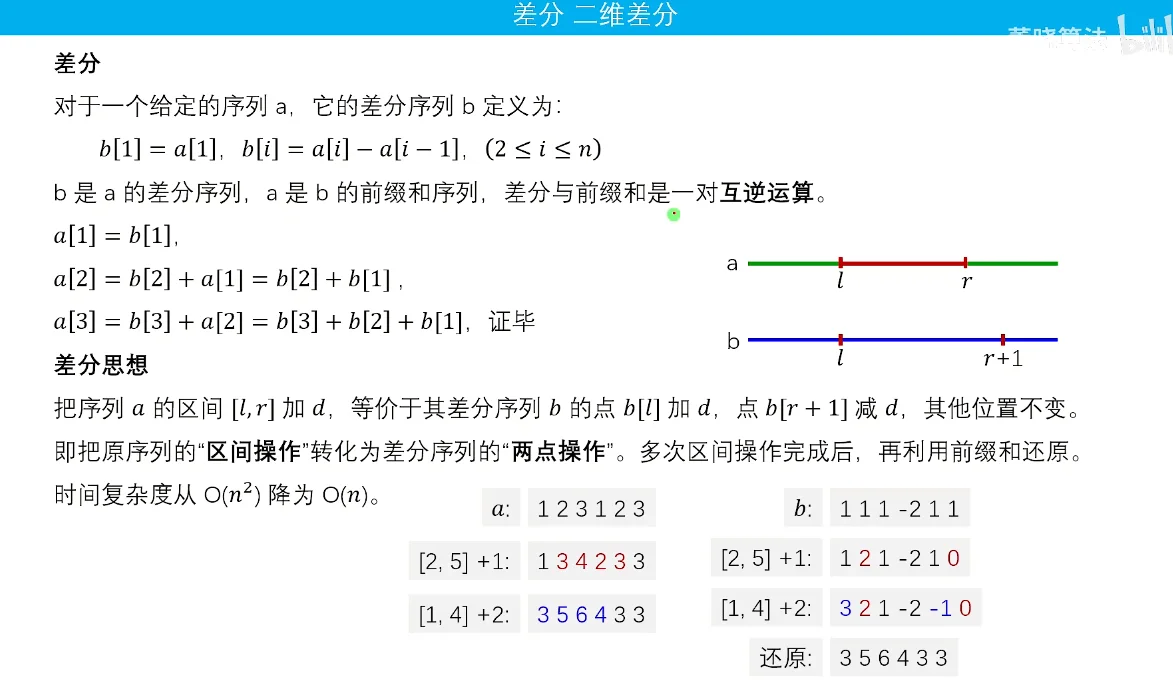 差分 二维差分
差分
对于一个给定的序列 a，它的差分序列 b 定义为：
b[1] = a[1]，b[i] = a[i] − a[i − 1]，(2 ≤ i ≤ n)
b 是 a 的差分序列，a 是 b 的前缀和序列，差分与前缀和是一对互逆运算。
a[1] = b[1],
a[2] = b[2] + a[1] = b[2] + b[1] ,
a[3] = b[3] + a[2] = b[3] + b[2] + b[1]，证毕
a
l r
b
l r+1
差分思想
把序列 a 的区间 [l, r] 加 d，等价于其差分序列 b 的点 b[l] 加 d，点 b[r + 1] 减 d，其他位置不变。
即把原序列的“区间操作”转化为差分序列的“两点操作”。多次区间操作完成后，再利用前缀和还原。
时间复杂度从 O(n²) 降为 O(n)。
a: 1 2 3 1 2 3
[2, 5] +1: 1 3 4 2 3 3
[1, 4] +2: 3 5 6 4 3 3
b: 1 1 1 -2 1 1
[2, 5] +1: 1 2 1 -2 1 0
[1, 4] +2: 3 2 1 -2 -1 0
还原: 3 5 6 4 3 3